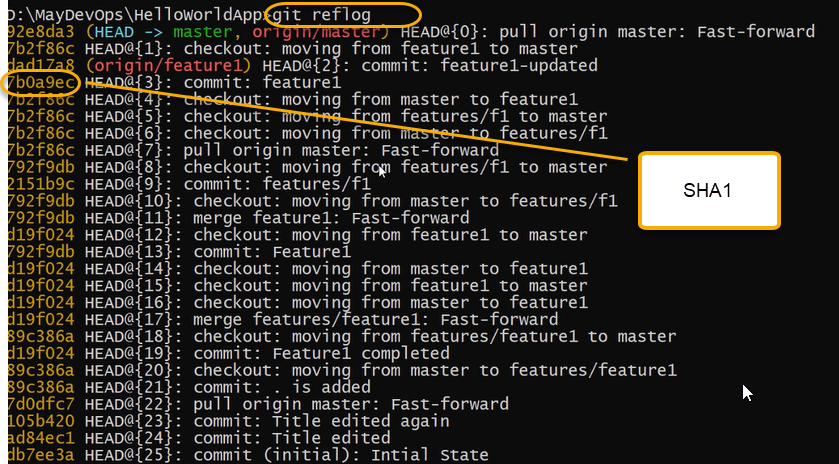 D:\MayDevOps\HelloWorldApp>git reflog
92e8da3 (HEAD -> master, origin/master) HEAD@{0}: pull origin master: Fast-forward
7b2f86c HEAD@{1}: checkout: moving from feature1 to master
dad17a8 (origin/feature1) HEAD@{2}: commit: feature1-updated
7b0a9ec HEAD@{3}: commit: feature1
7b2f86c HEAD@{4}: checkout: moving from master to feature1
7b2f86c HEAD@{5}: checkout: moving from features/f1 to master
7b2f86c HEAD@{6}: checkout: moving from master to features/f1
7b2f86c HEAD@{7}: pull origin master: Fast-forward
792f9db HEAD@{8}: checkout: moving from features/f1 to master
2151b9c HEAD@{9}: commit: features/f1
SHA1
792f9db HEAD@{10}: checkout: moving from master to features/f1
792f9db HEAD@{11}: merge feature1: Fast-forward
d19f024 HEAD@{12}: checkout: moving from feature1 to master
792f9db HEAD@{13}: commit: Feature1
d19f024 HEAD@{14}: checkout: moving from master to feature1
d19f024 HEAD@{15}: checkout: moving from feature1 to master
d19f024 HEAD@{16}: checkout: moving from master to feature1
d19f024 HEAD@{17}: merge features/feature1: Fast-forward
89c386a HEAD@{18}: checkout: moving from features/feature1 to master
d19f024 HEAD@{19}: commit: Feature1 completed
89c386a HEAD@{20}: checkout: moving from master to features/feature1
89c386a HEAD@{21}: commit: . is added
7d0dfc7 HEAD@{22}: pull origin master: Fast-forward
105b420 HEAD@{23}: commit: Title edited again
ad84ec1 HEAD@{24}: commit: Title edited
db7ee3a HEAD@{25}: commit (initial): Intial State